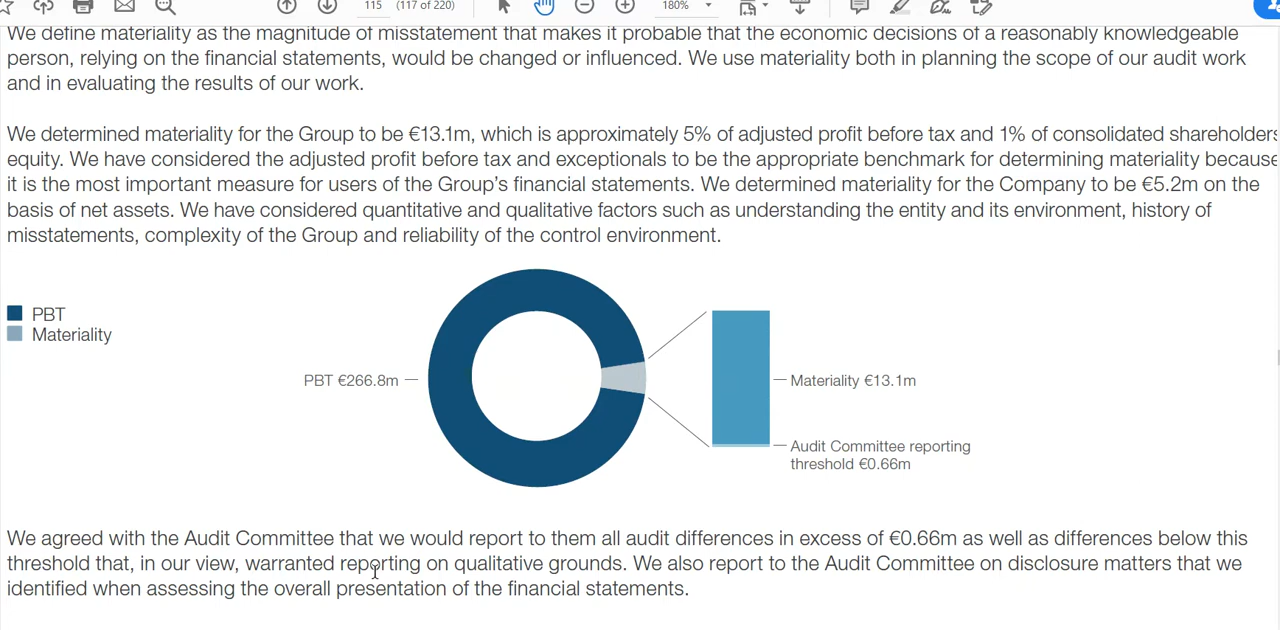 115 (117 of 220) 180%
We define materiality as the magnitude of misstatement that makes it probable that the economic decisions of a reasonably knowledgeable
person, relying on the financial statements, would be changed or influenced. We use materiality both in planning the scope of our audit work
and in evaluating the results of our work.
We determined materiality for the Group to be €13.1m, which is approximately 5% of adjusted profit before tax and 1% of consolidated shareholders
equity. We have considered the adjusted profit before tax and exceptionals to be the appropriate benchmark for determining materiality because
it is the most important measure for users of the Group's financial statements. We determined materiality for the Company to be €5.2m on the
basis of net assets. We have considered quantitative and qualitative factors such as understanding the entity and its environment, history of
misstatements, complexity of the Group and reliability of the control environment.
PBT
Materiality
PBT €266.8m
Materiality €13.1m
Audit Committee reporting
threshold €0.66m
We agreed with the Audit Committee that we would report to them all audit differences in excess of €0.66m as well as differences below this
threshold that, in our view, warranted reporting on qualitative grounds. We also report to the Audit Committee on disclosure matters that we
identified when assessing the overall presentation of the financial statements.